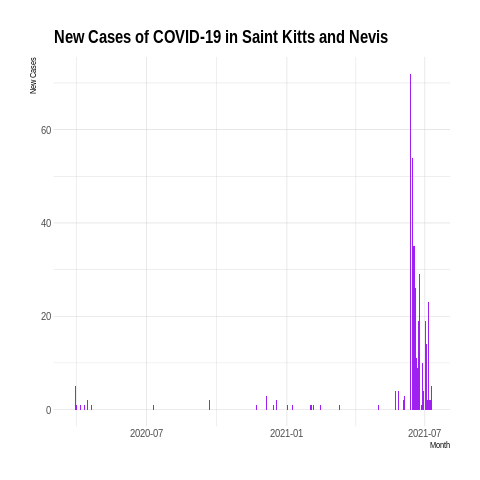 New Cases of COVID-19 in Saint Kitts and Nevis
New Cases
60
40
20
0
2020-07
2021-01
2021-07
Month